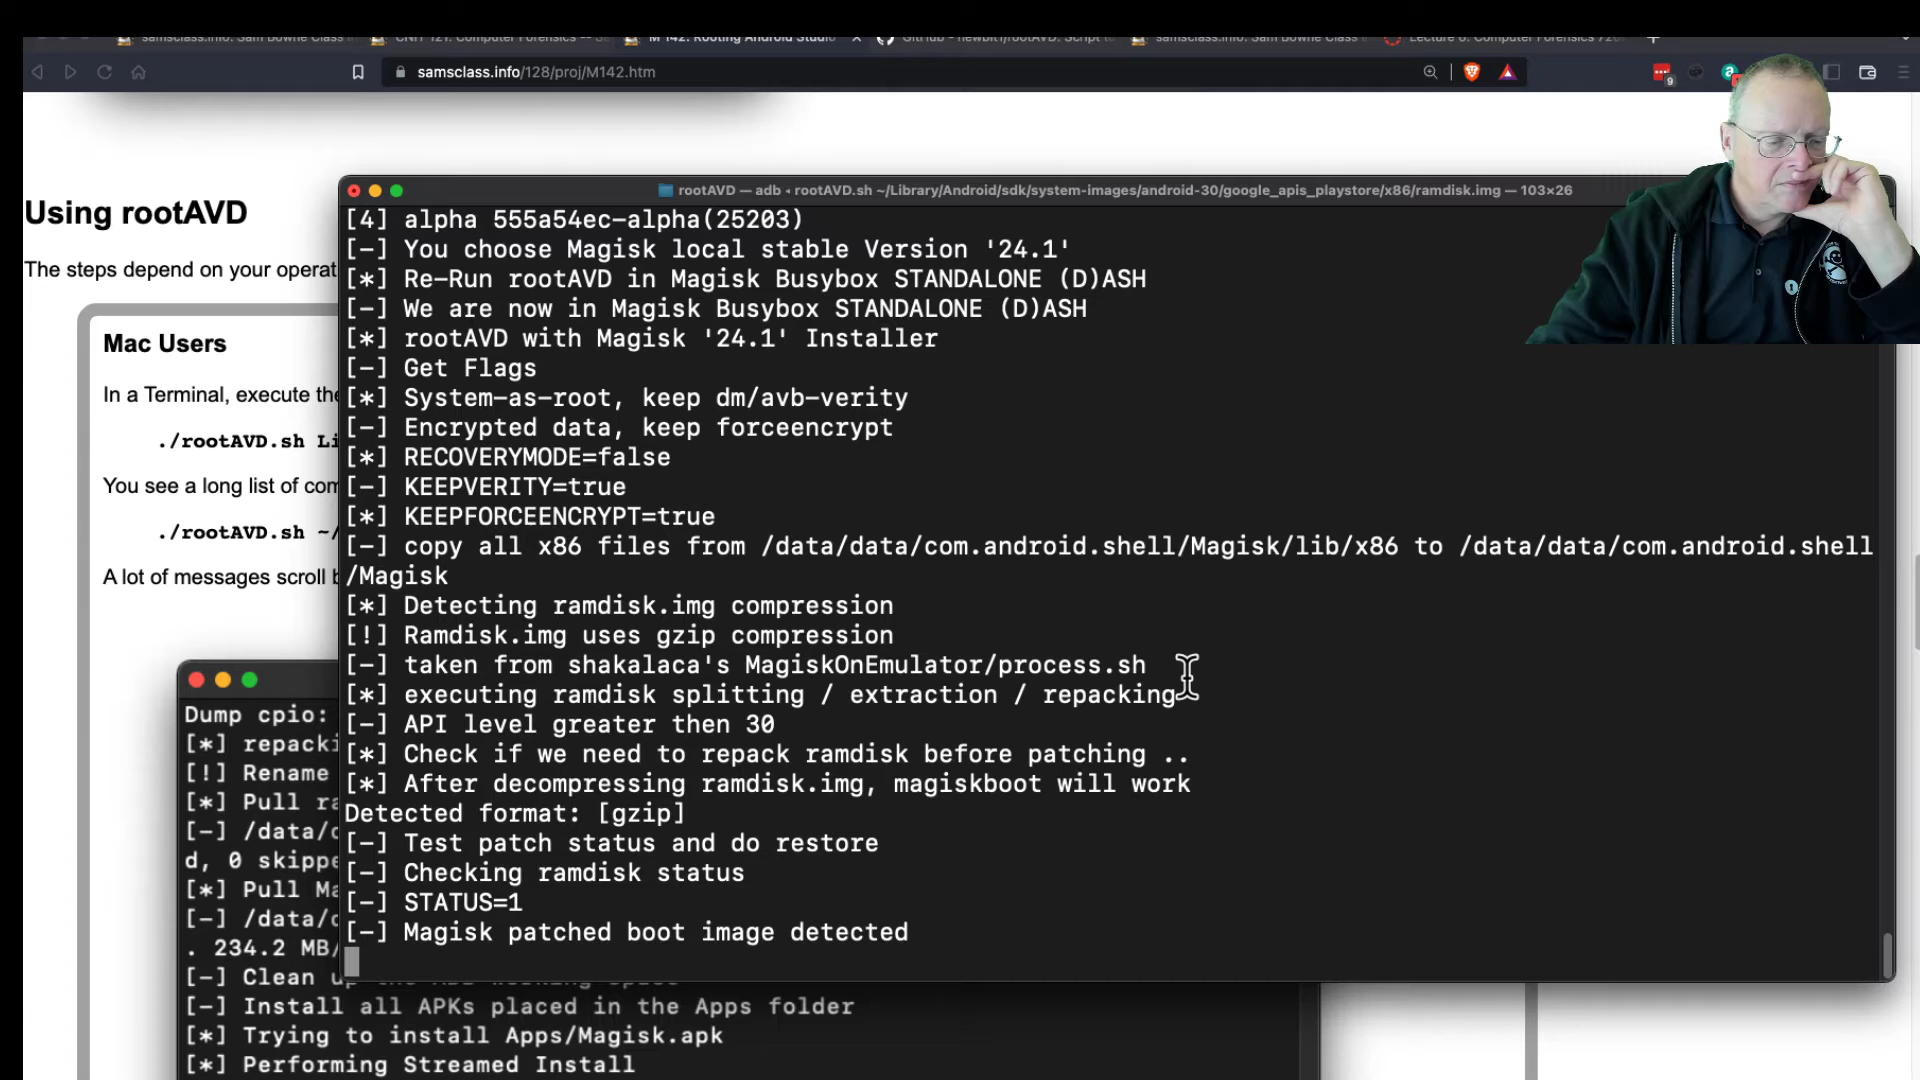 samsclass.info: Sam Bowne Class
CNIT 121: Computer Forensics -- S
M 142: Rooting Android Studio
GitHub - newbit1/rootAVD: Script t
samsclass.info: Sam Bowne Class
Lecture 6: Computer Forensics
samsclass.info/128/proj/M142.htm
9
Using rootAVD
The steps depend on your operat
Mac Users
In a Terminal, execute the
./rootAVD.sh Li
You see a long list of com
./rootAVD.sh ~/
A lot of messages scroll b
rootAVD — adb ◂ rootAVD.sh ~/Library/Android/sdk/system-images/android-30/google_apis_playstore/x86/ramdisk.img — 103×26
[4] alpha 555a54ec-alpha(25203)
[-] You choose Magisk local stable Version '24.1'
[*] Re-Run rootAVD in Magisk Busybox STANDALONE (D)ASH
[-] We are now in Magisk Busybox STANDALONE (D)ASH
[*] rootAVD with Magisk '24.1' Installer
[-] Get Flags
[*] System-as-root, keep dm/avb-verity
[-] Encrypted data, keep forceencrypt
[*] RECOVERYMODE=false
[-] KEEPVERITY=true
[*] KEEPFORCEENCRYPT=true
[-] copy all x86 files from /data/data/com.android.shell/Magisk/lib/x86 to /data/data/com.android.shell
/Magisk
[*] Detecting ramdisk.img compression
[!] Ramdisk.img uses gzip compression
[-] taken from shakalaca's MagiskOnEmulator/process.sh
[*] executing ramdisk splitting / extraction / repacking
[-] API level greater then 30
[*] Check if we need to repack ramdisk before patching ..
[*] After decompressing ramdisk.img, magiskboot will work
Detected format: [gzip]
[-] Test patch status and do restore
[-] Checking ramdisk status
[-] STATUS=1
[-] Magisk patched boot image detected
Dump cpio:
[*] repacki
[!] Rename
[*] Pull ra
[-] /data/d
d, 0 skippe
[*] Pull Ma
[-] /data/d
. 234.2 MB/
[-] Clean up the ADB working space
[-] Install all APKs placed in the Apps folder
[*] Trying to install Apps/Magisk.apk
[*] Performing Streamed Install